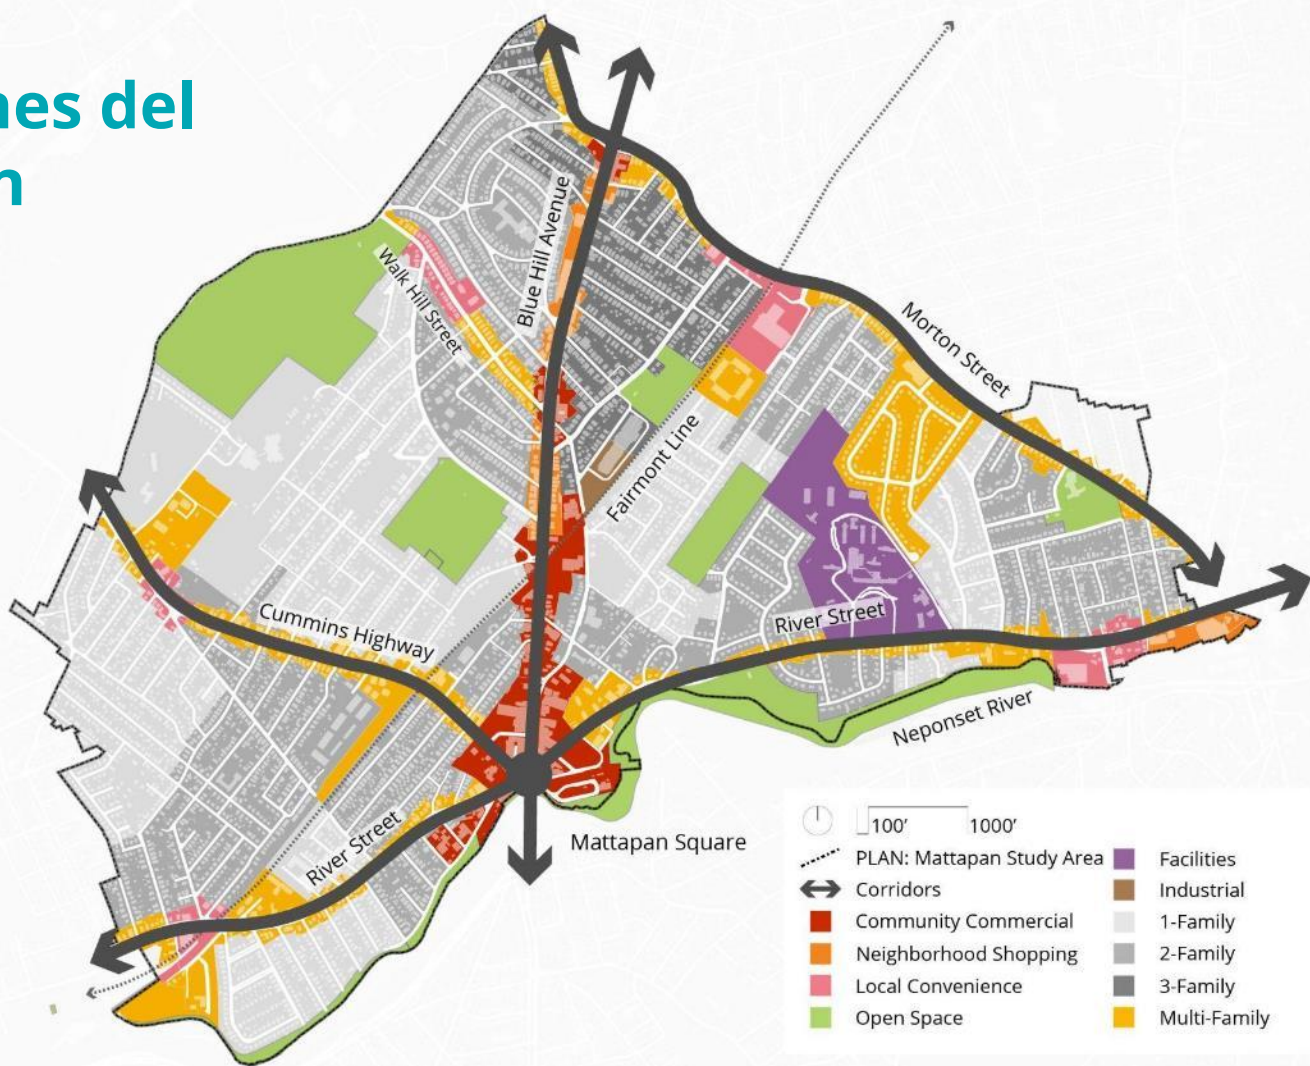 nes del
n
Blue Hill Avenue
Walk Hill Street
Morton Street
Fairmont Line
Cummins Highway
River Street
Neponset River
River Street
Mattapan Square
100' 1000'
PLAN: Mattapan Study Area
Corridors
Community Commercial
Neighborhood Shopping
Local Convenience
Open Space
Facilities
Industrial
1-Family
2-Family
3-Family
Multi-Family